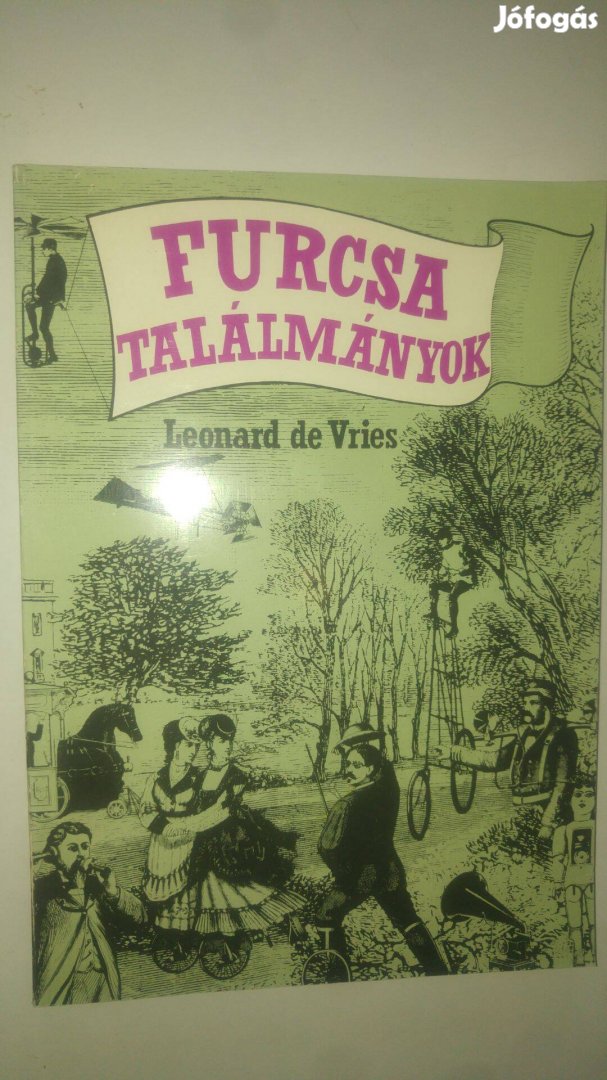 Jófogás
FURCSA
TALÁLMÁNYOK
Leonard de Vries